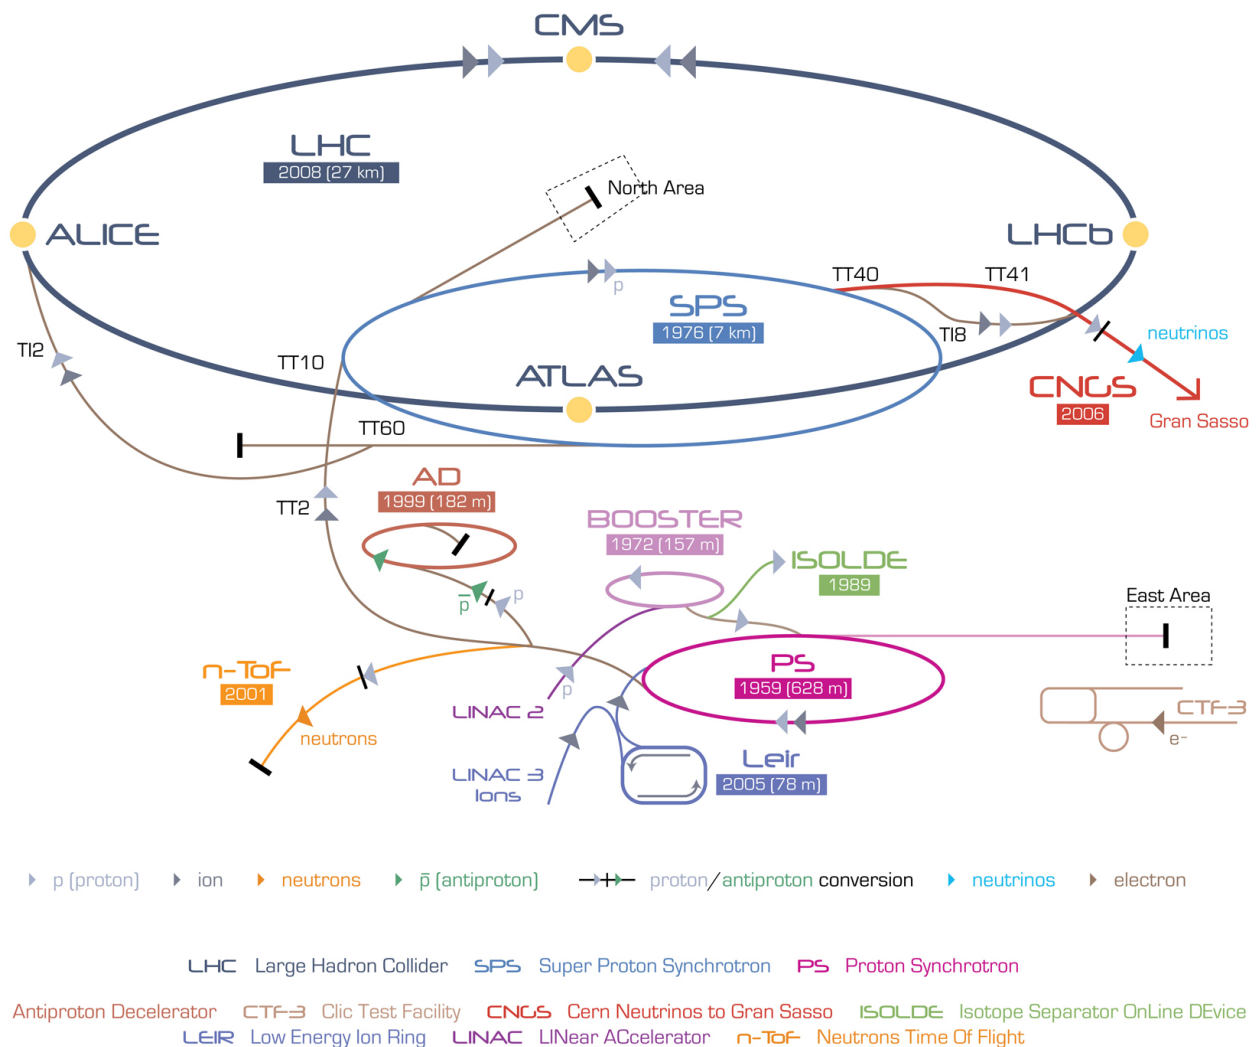 CMS
LHC
2008 (27 km)
North Area
ALICE
LHCb
TT40
TT41
p
SPS
1976 (7 km)
TI8
neutrinos
TI2
TT10
ATLAS
CNGS
2006
Gran Sasso
TT60
AD
1999 (182 m)
TT2
BOOSTER
1972 (157 m)
ISOLDE
1989
p̅
p
East Area
n-ToF
2001
PS
1959 (628 m)
p
LINAC 2
neutrons
CTF-3
e-
LINAC 3
Ions
Leir
2005 (78 m)
p (proton) ion neutrons p̅ (antiproton) proton/antiproton conversion neutrinos electron
LHC Large Hadron Collider SPS Super Proton Synchrotron PS Proton Synchrotron
Antiproton Decelerator CTF-3 Clic Test Facility CNGS Cern Neutrinos to Gran Sasso ISOLDE Isotope Separator OnLine DEvice
LEIR Low Energy Ion Ring LINAC LINear ACcelerator n-ToF Neutrons Time Of Flight